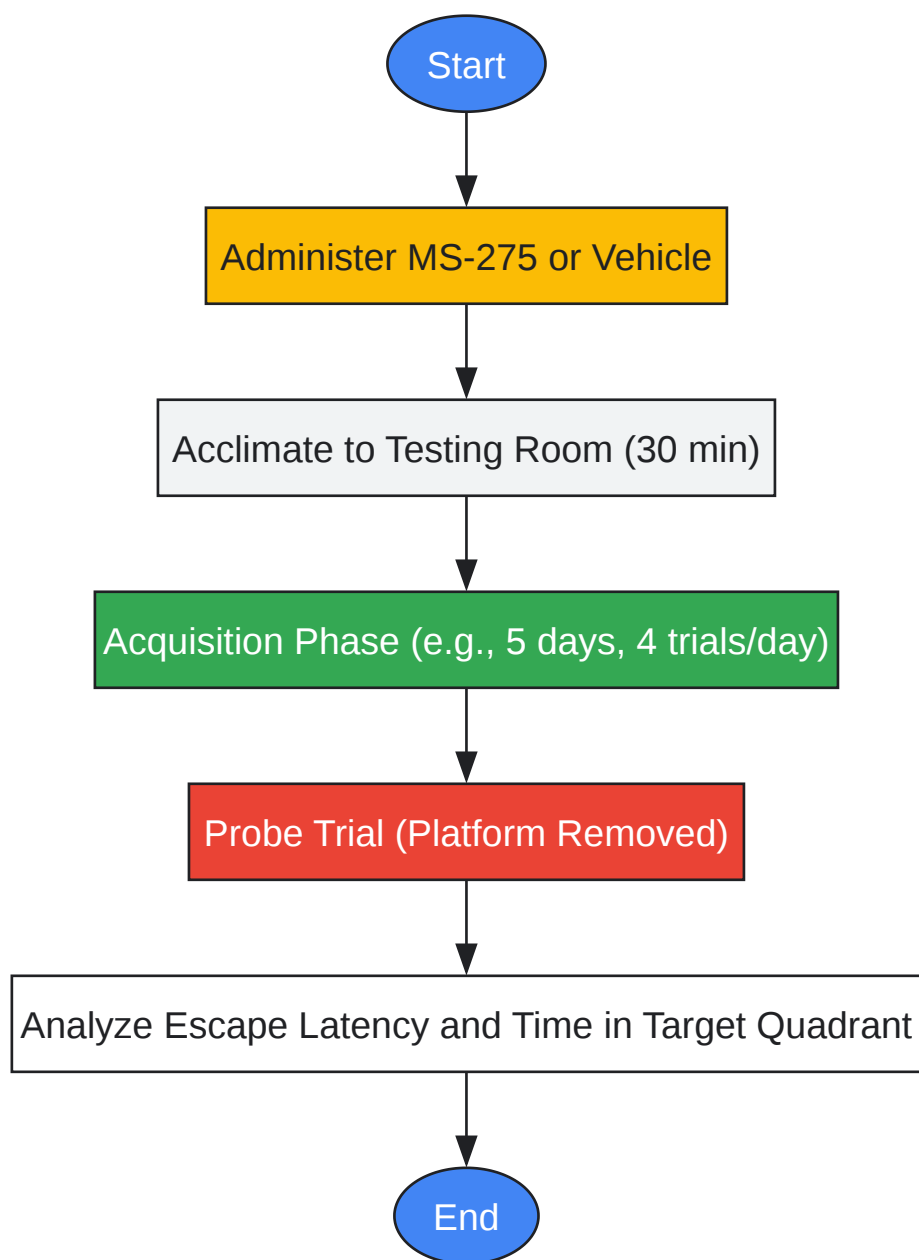 Start
Administer MS-275 or Vehicle
Acclimate to Testing Room (30 min)
Acquisition Phase (e.g., 5 days, 4 trials/day)
Probe Trial (Platform Removed)
Analyze Escape Latency and Time in Target Quadrant
End